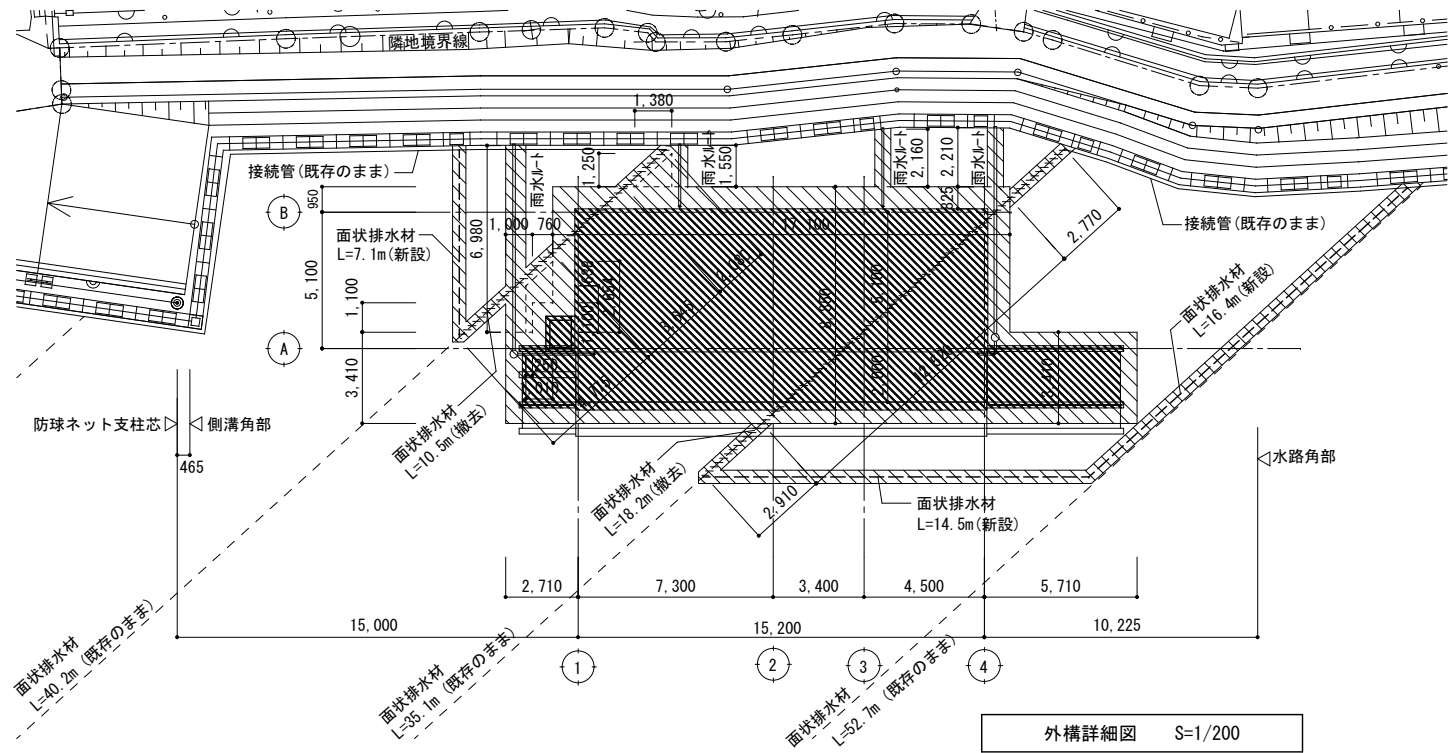 隣地境界線
1,380
接続管(既存のまま)
雨水ルート
1,250
雨水ルート
1,550
雨水ルート
2,160
2,210
雨水ルート
950
B
面状排水材
L=7.1m(新設)
6,980
1,000
760
17,100
825
2,770
接続管(既存のまま)
5,100
1,100
5,100
面状排水材
L=16.4m(新設)
A
3,410
防球ネット支柱芯
側溝角部
465
面状排水材
L=10.5m(撤去)
面状排水材
L=18.2m(撤去)
2,910
面状排水材
L=14.5m(新設)
水路角部
2,710
7,300
3,400
4,500
5,710
15,000
15,200
10,225
1
2
3
4
面状排水材
L=40.2m (既存のまま)
面状排水材
L=35.1m (既存のまま)
面状排水材
L=52.7m (既存のまま)
外構詳細図 S=1/200